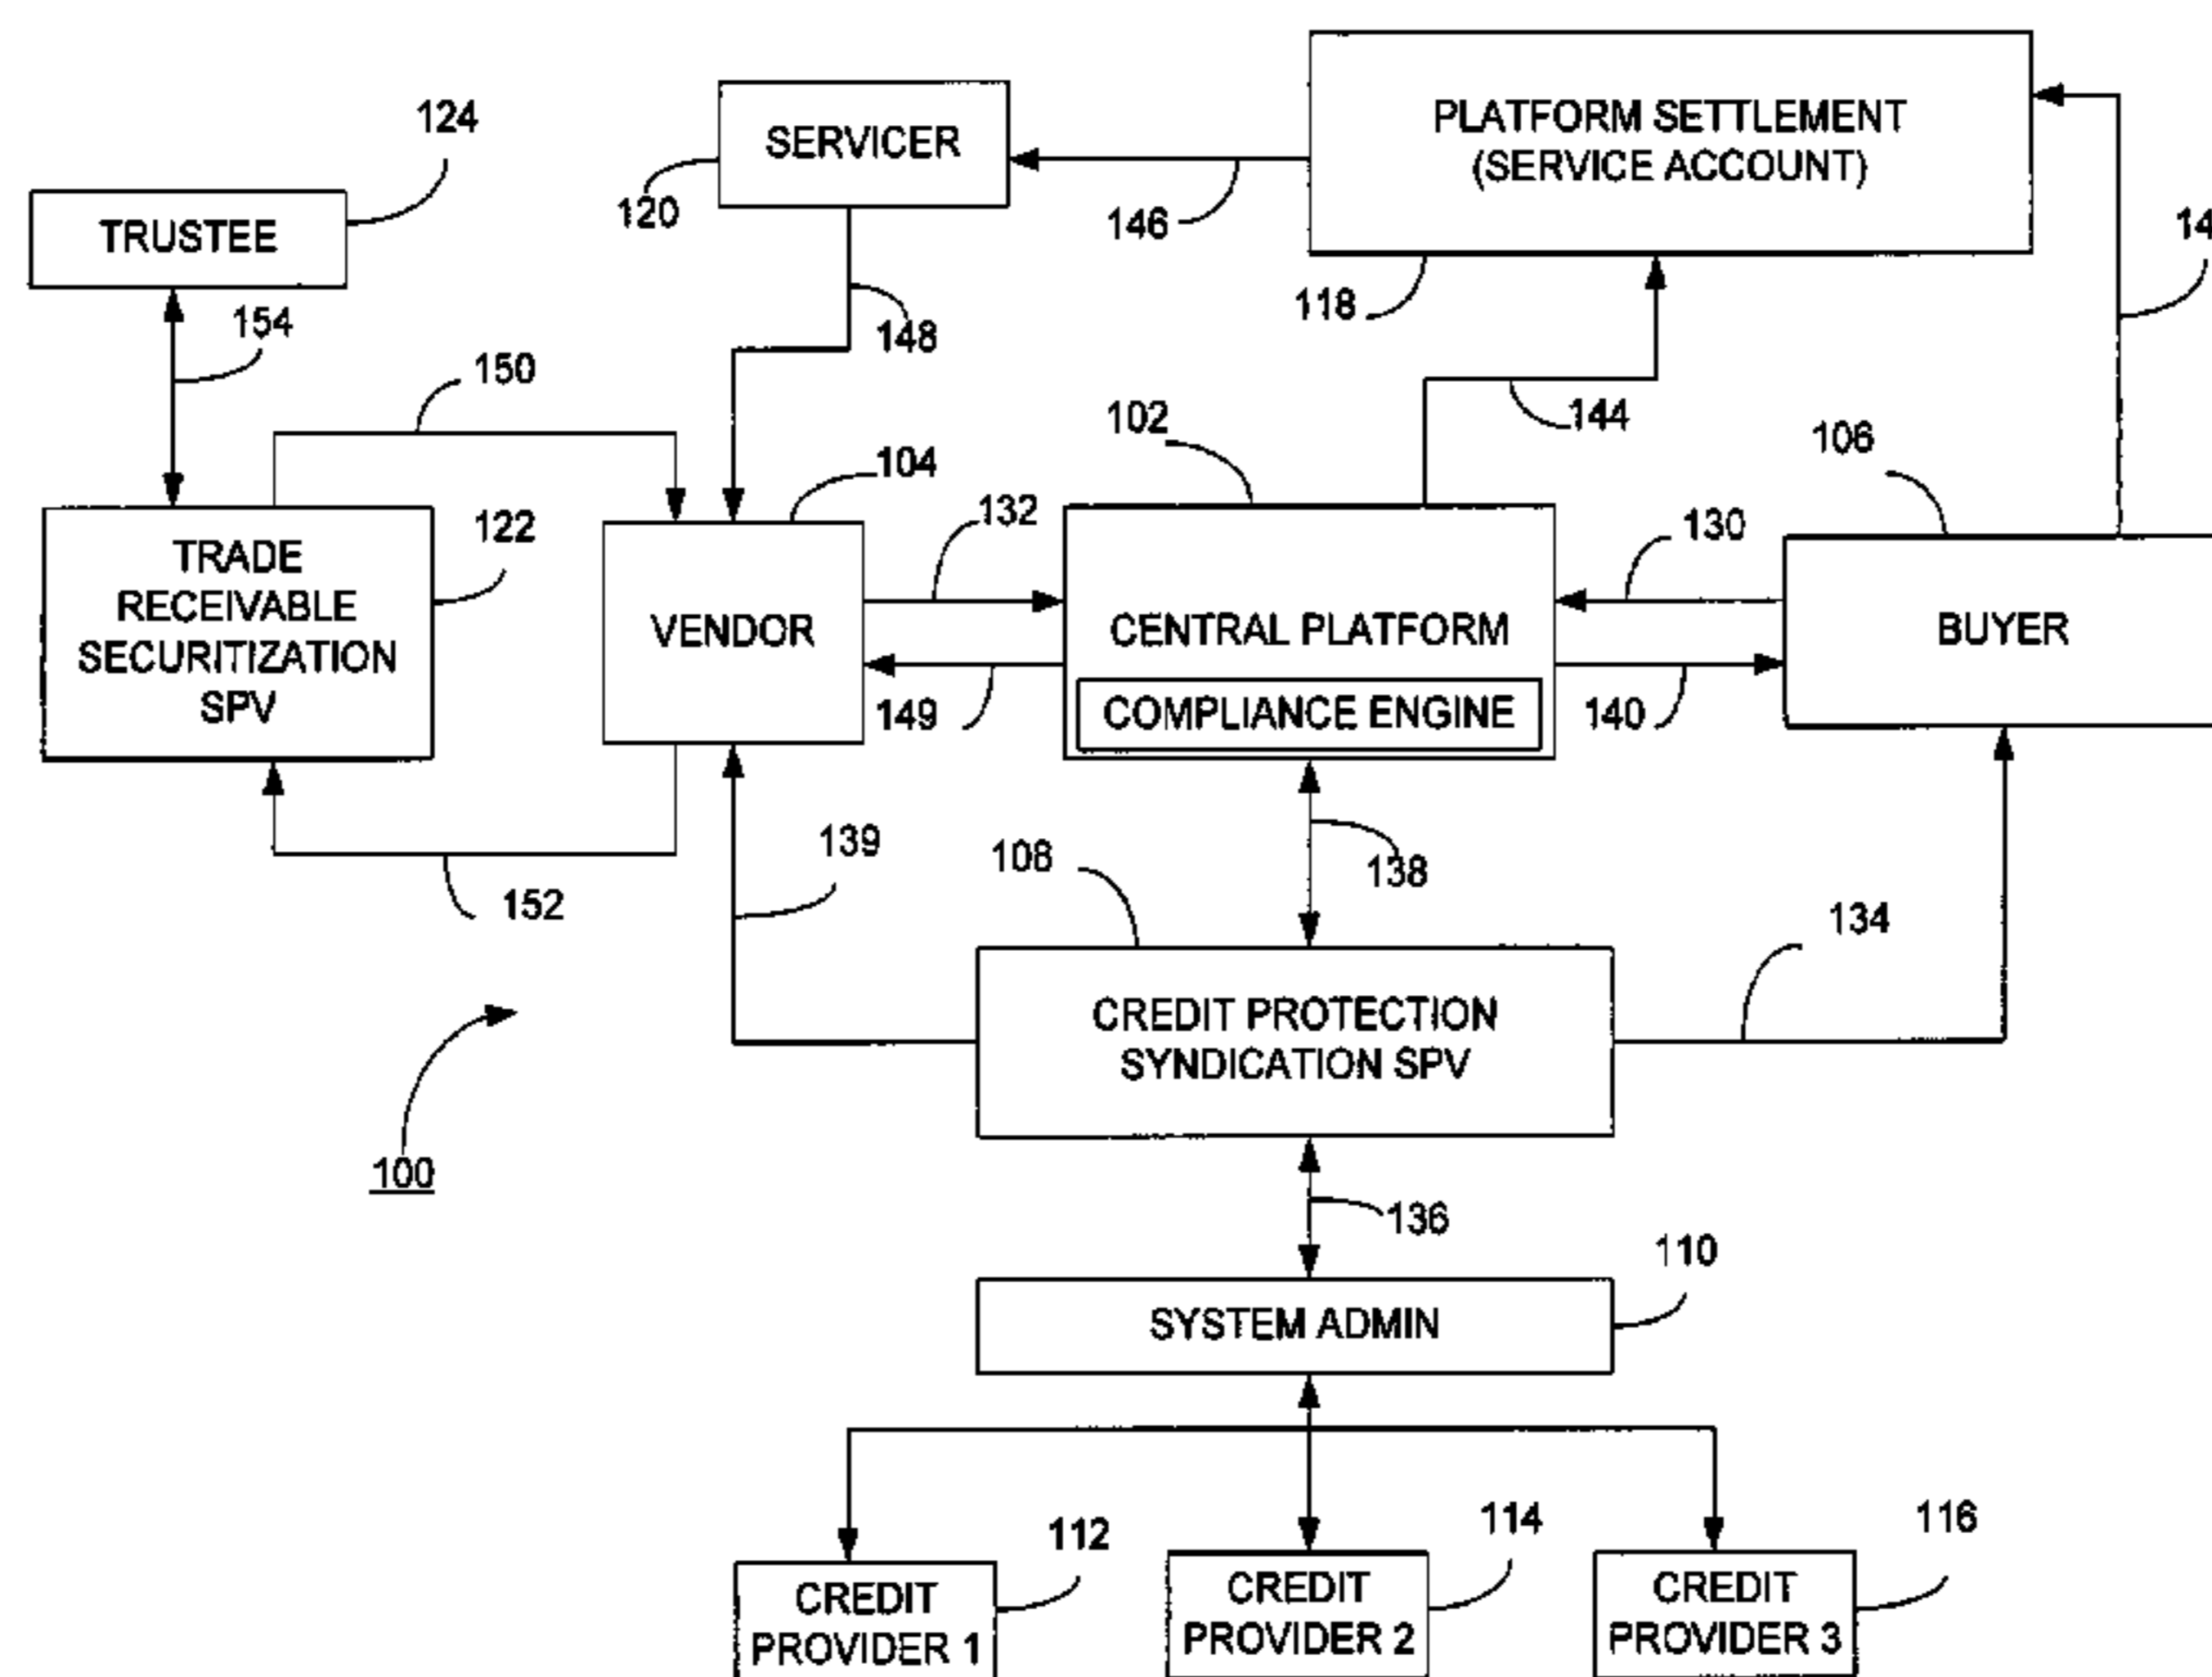 PLATFORM SETTLEMENT
(SERVICE ACCOUNT)
SERVICER
124
120
146
14
TRUSTEE
118
154
148
150
144
102
106
104
132
130
122
TRADE
RECEIVABLE
SECURITIZATION
SPV
VENDOR
CENTRAL PLATFORM
BUYER
149
COMPLIANCE ENGINE
140
139
108
138
152
134
CREDIT PROTECTION
SYNDICATION SPV
100
136
110
SYSTEM ADMIN
112
114
116
CREDIT
PROVIDER 1
CREDIT
PROVIDER 2
CREDIT
PROVIDER 3